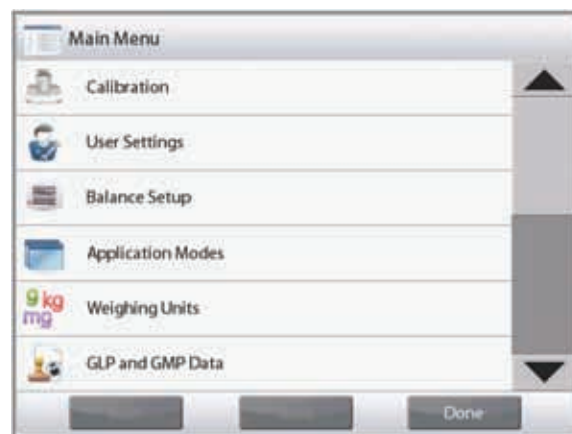 Main Menu
Calibration
User Settings
Balance Setup
Application Modes
g kg
mg
Weighing Units
GLP and GMP Data
Done